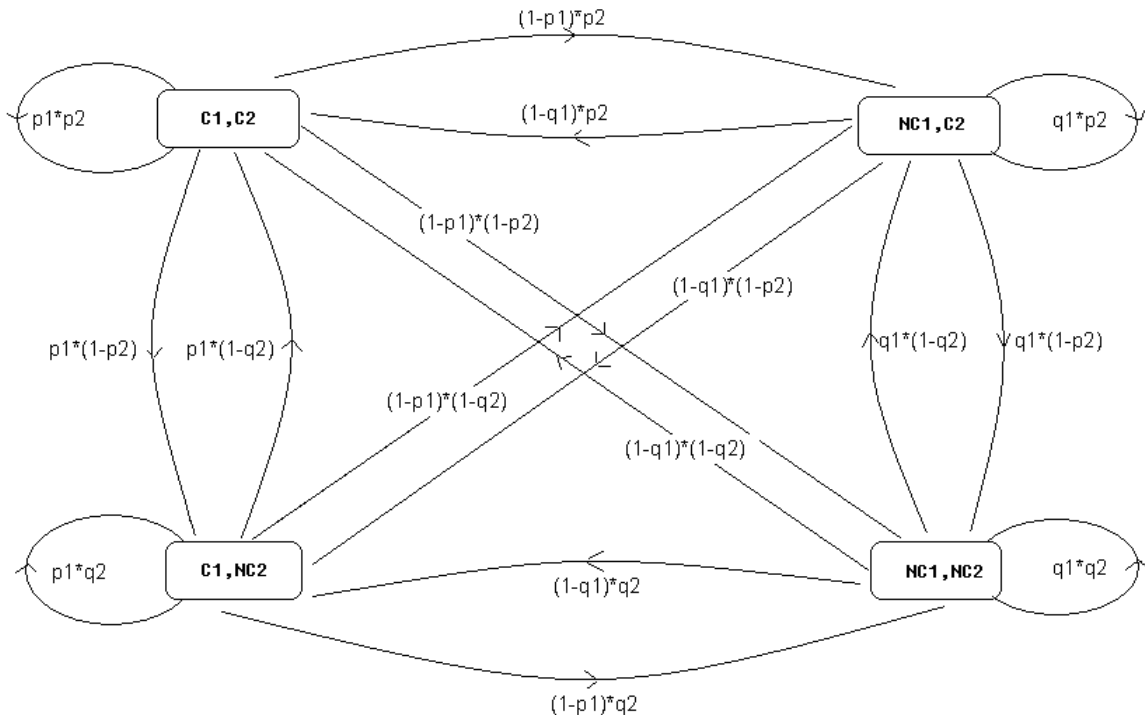 (1-p1)*p2
p1*p2
C1,C2
(1-q1)*p2
NC1,C2
q1*p2
(1-p1)*(1-p2)
(1-q1)*(1-p2)
p1*(1-p2)
p1*(1-q2)
q1*(1-q2)
q1*(1-p2)
(1-p1)*(1-q2)
(1-q1)*(1-q2)
p1*q2
C1,NC2
(1-q1)*q2
NC1,NC2
q1*q2
(1-p1)*q2